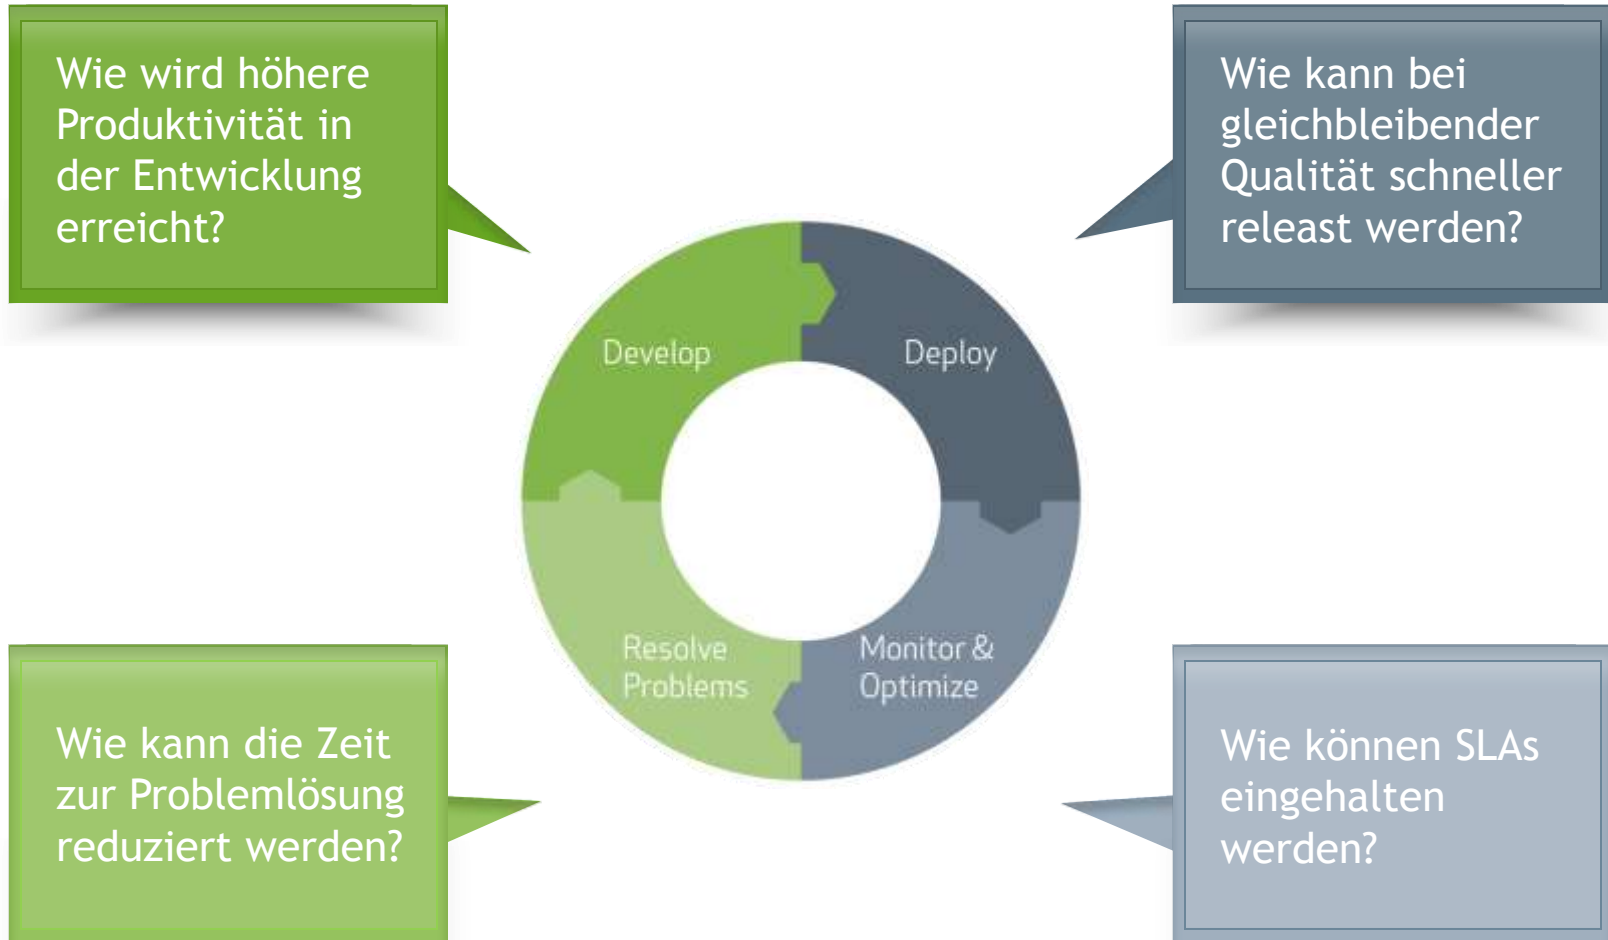 Wie wird höhere
Produktivität in
der Entwicklung
erreicht?
Wie kann bei
gleichbleibender
Qualität schneller
releast werden?
Develop
Deploy
Resolve
Problems
Monitor &
Optimize
Wie kann die Zeit
zur Problemlösung
reduziert werden?
Wie können SLAs
eingehalten
werden?